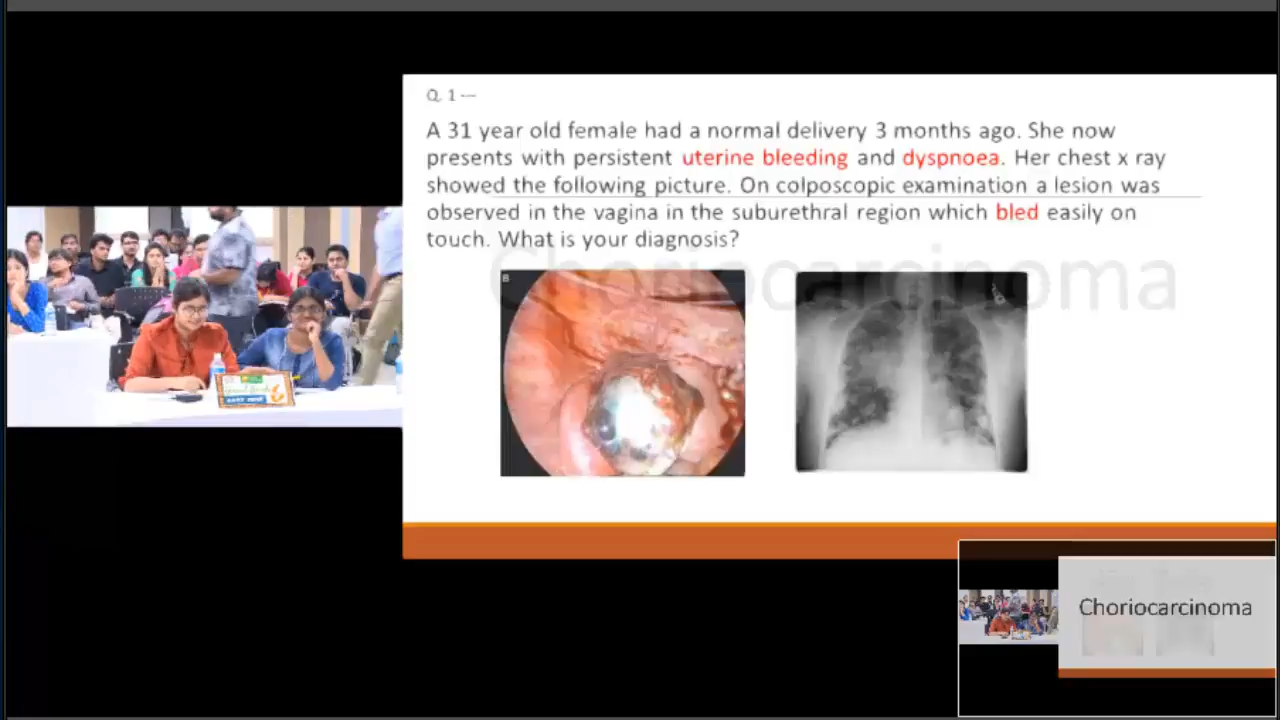 Q. 1 —
A 31 year old female had a normal delivery 3 months ago. She now
presents with persistent uterine bleeding and dyspnoea. Her chest x ray
showed the following picture. On colposcopic examination a lesion was
observed in the vagina in the suburethral region which bled easily on
touch. What is your diagnosis?
Choriocarcinoma
B
Choriocarcinoma